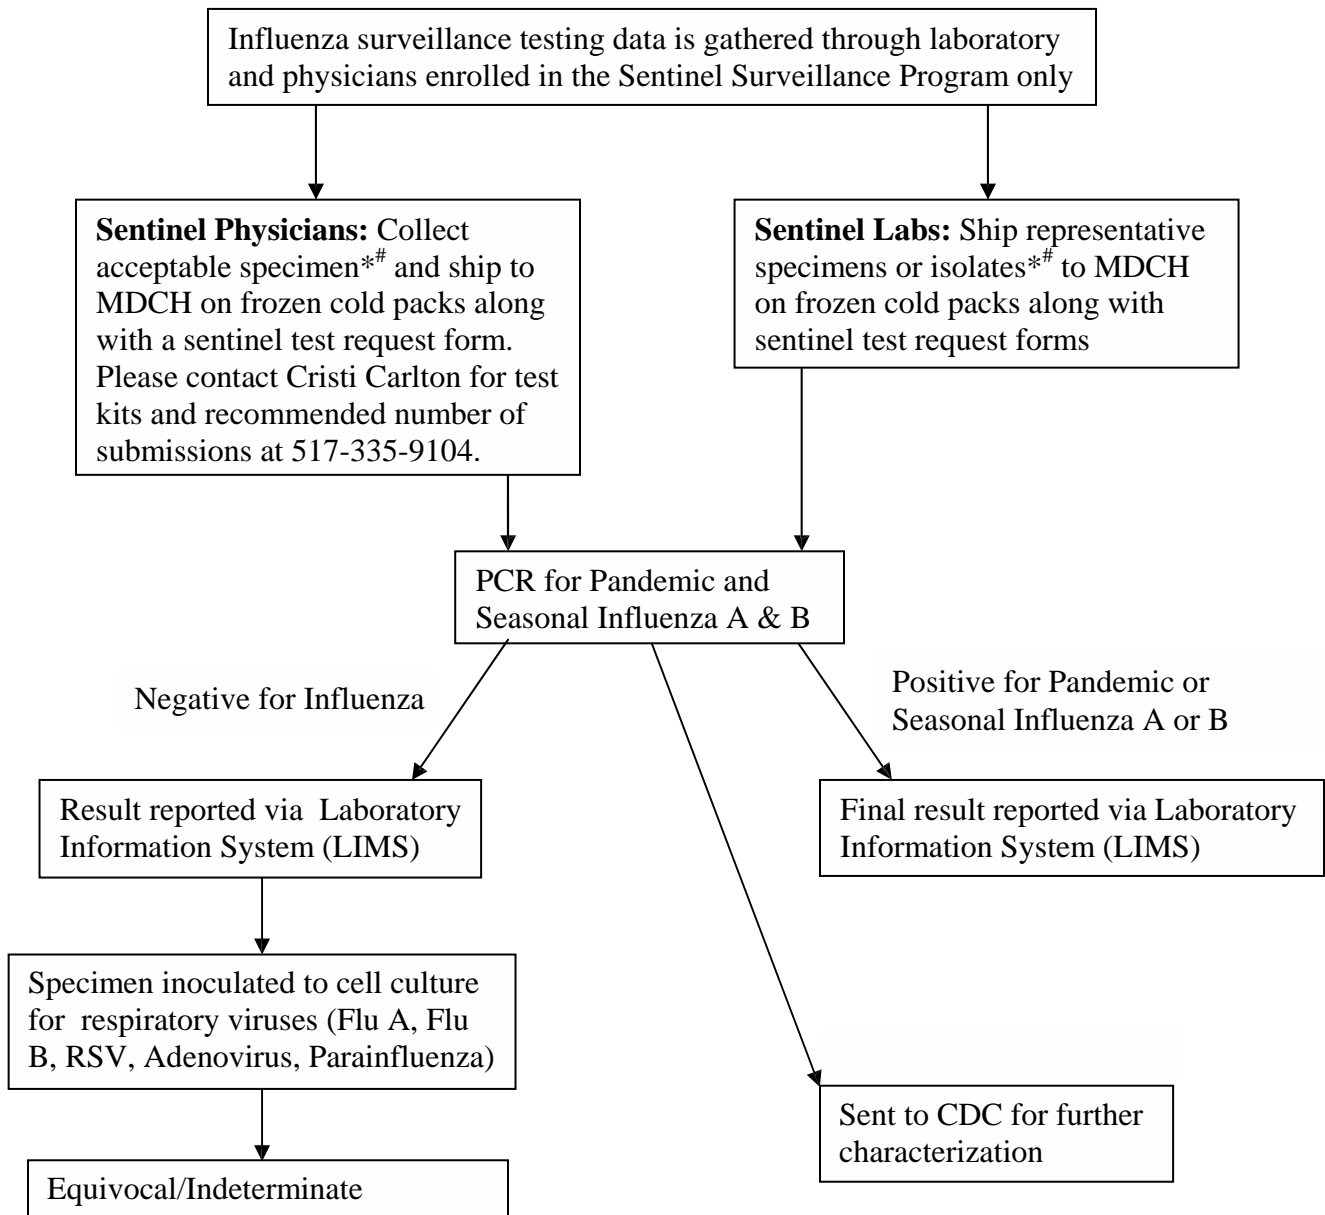 Influenza surveillance testing data is gathered through laboratory
and physicians enrolled in the Sentinel Surveillance Program only
Sentinel Physicians: Collect
acceptable specimen*# and ship to
MDCH on frozen cold packs along
with a sentinel test request form.
Please contact Cristi Carlton for test
kits and recommended number of
submissions at 517-335-9104.
Sentinel Labs: Ship representative
specimens or isolates*# to MDCH
on frozen cold packs along with
sentinel test request forms
PCR for Pandemic and
Seasonal Influenza A & B
Negative for Influenza
Positive for Pandemic or
Seasonal Influenza A or B
Result reported via Laboratory
Information System (LIMS)
Final result reported via Laboratory
Information System (LIMS)
Specimen inoculated to cell culture
for respiratory viruses (Flu A, Flu
B, RSV, Adenovirus, Parainfluenza)
Sent to CDC for further
characterization
Equivocal/Indeterminate